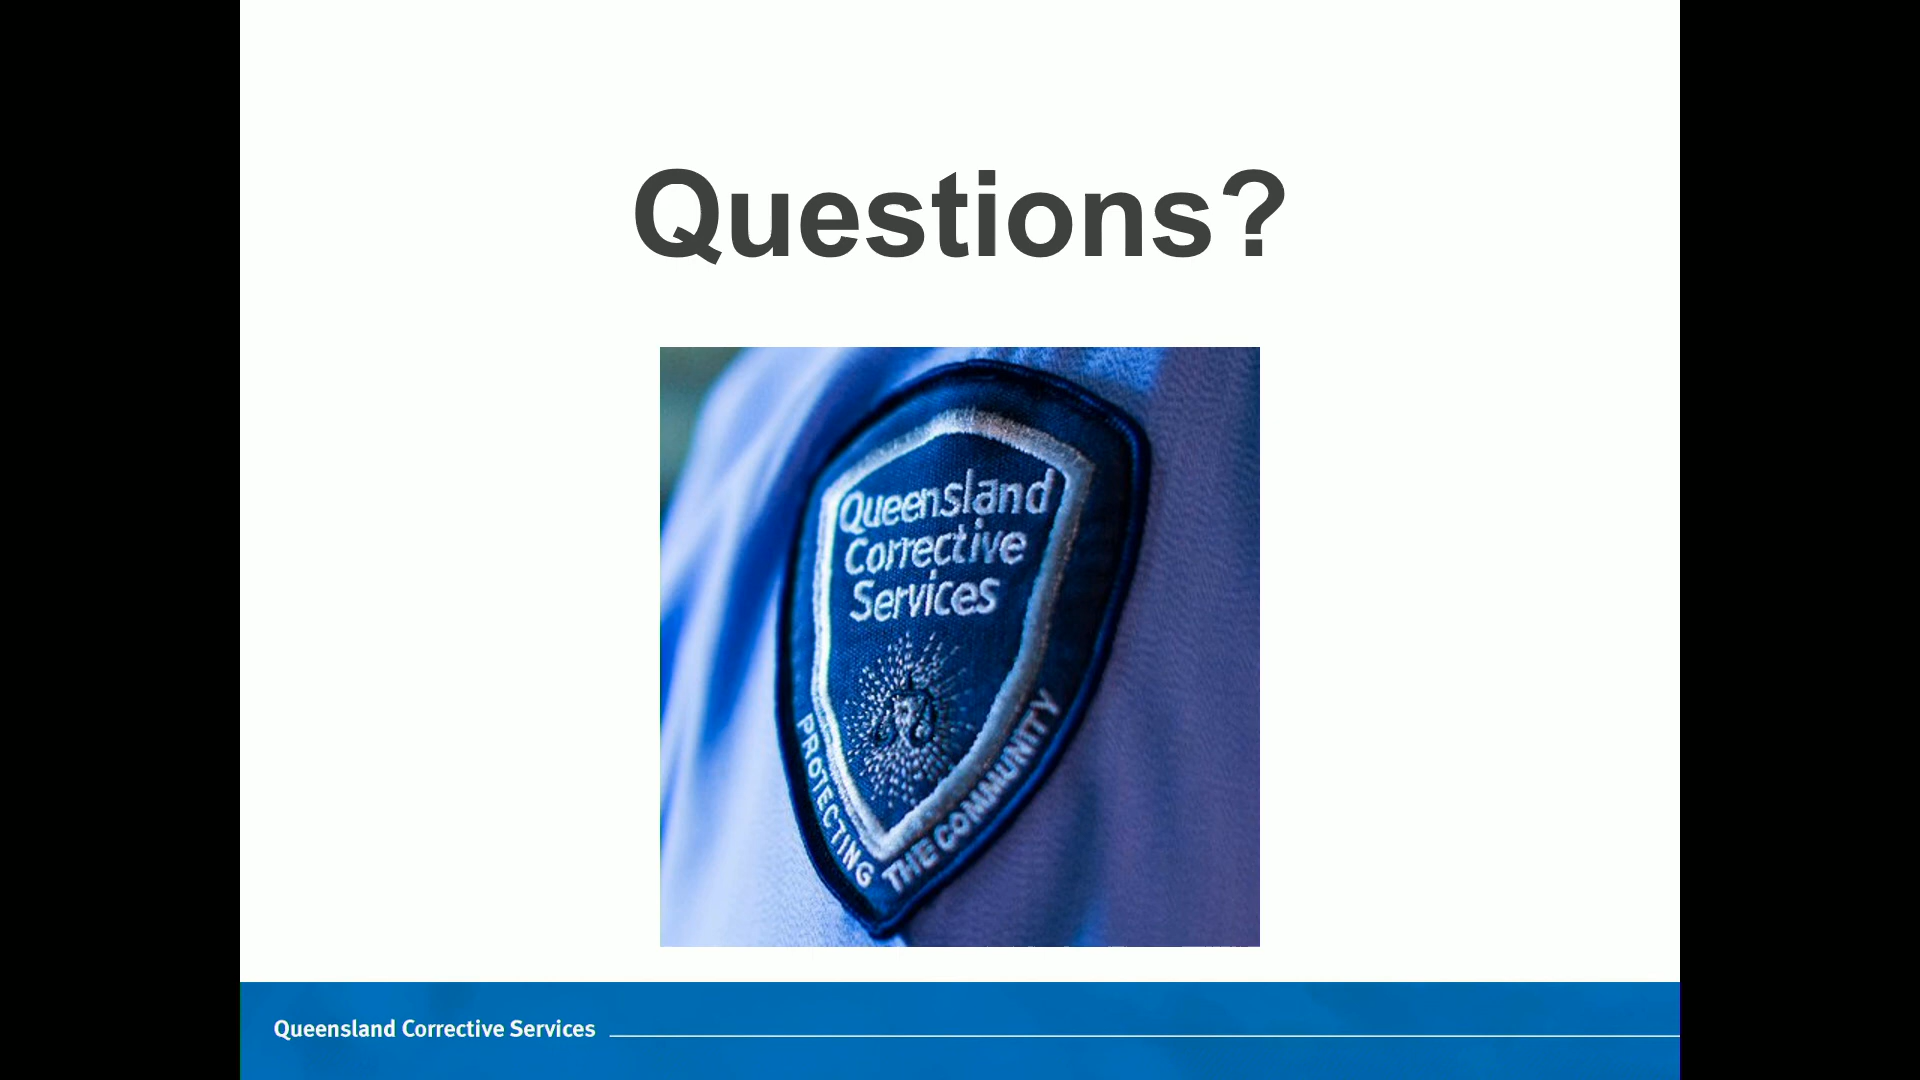 Questions?
Queensland
Corrective
Services
PROTECTING THE COMMUNITY
Queensland Corrective Services